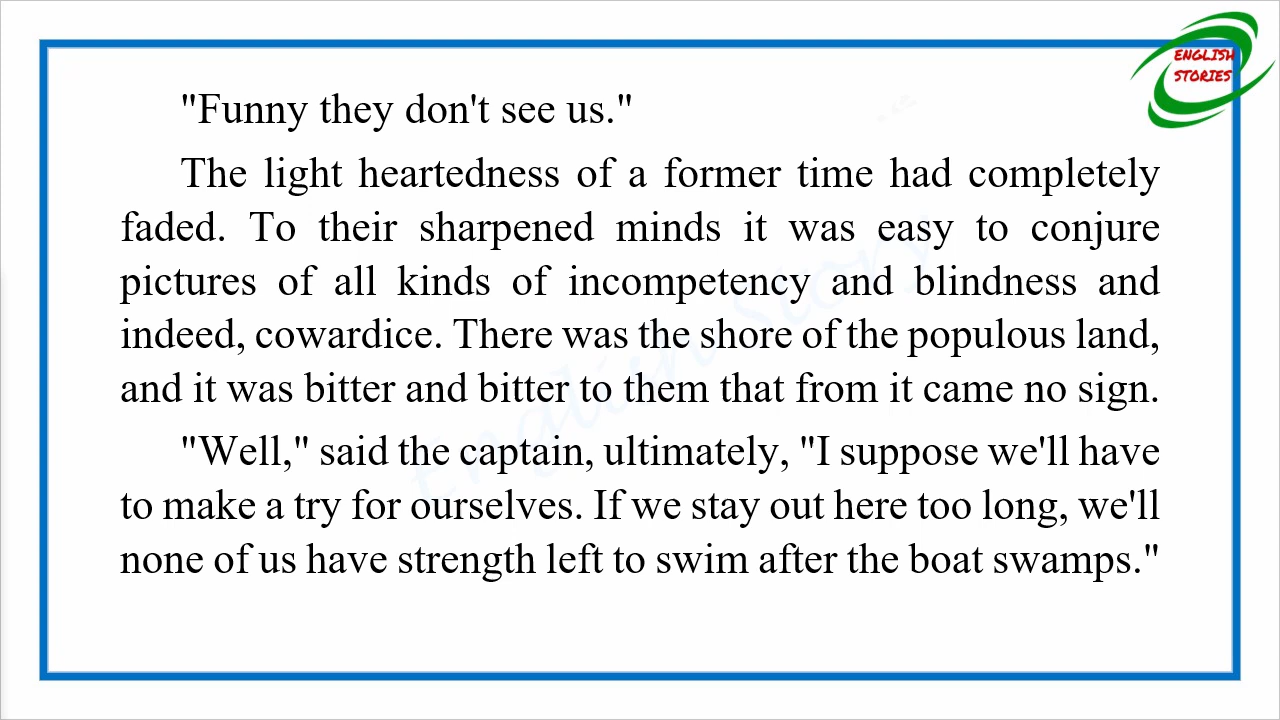 ENGLISH
STORIES
"Funny they don't see us."
The light heartedness of a former time had completely
faded. To their sharpened minds it was easy to conjure
pictures of all kinds of incompetency and blindness and
indeed, cowardice. There was the shore of the populous land,
and it was bitter and bitter to them that from it came no sign.
"Well," said the captain, ultimately, "I suppose we'll have
to make a try for ourselves. If we stay out here too long, we'll
none of us have strength left to swim after the boat swamps."